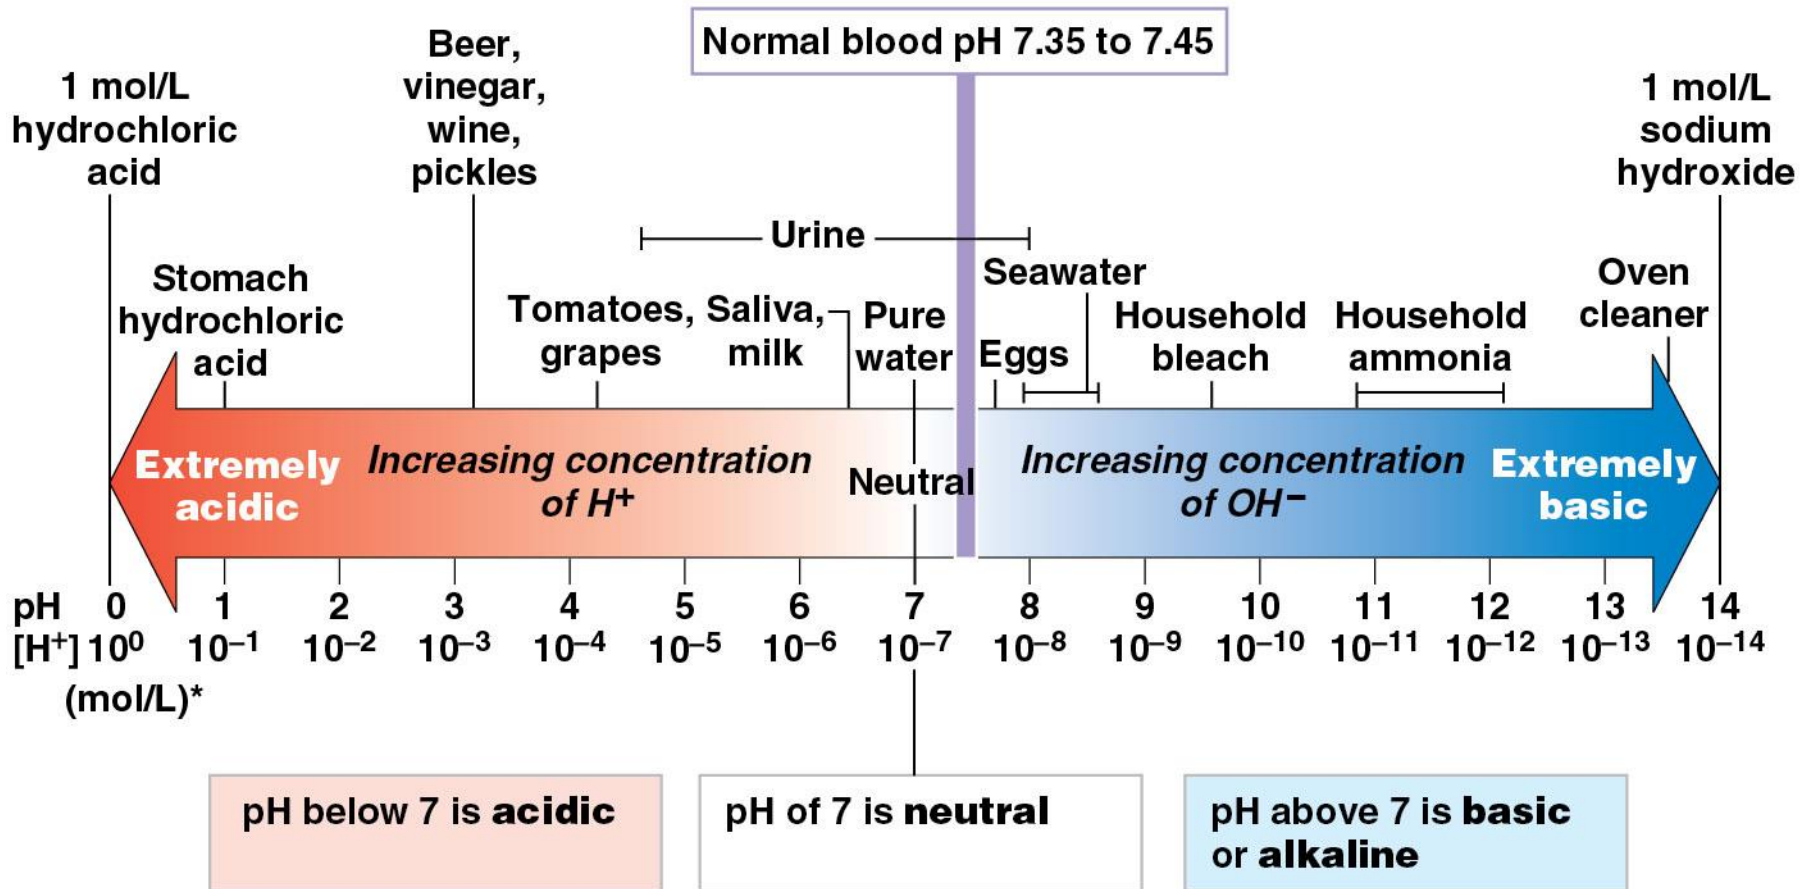 Normal blood pH 7.35 to 7.45
1 mol/L
hydrochloric
acid
Beer,
vinegar,
wine,
pickles
1 mol/L
sodium
hydroxide
Urine
Stomach
hydrochloric
acid
Tomatoes,
grapes
Saliva,
milk
Pure
water
Eggs
Seawater
Household
bleach
Household
ammonia
Oven
cleaner
Extremely
acidic
Increasing concentration
of H⁺
Neutral
Increasing concentration
of OH⁻
Extremely
basic
pH 0 1 2 3 4 5 6 7 8 9 10 11 12 13 14
[H⁺] 10⁰ 10⁻¹ 10⁻² 10⁻³ 10⁻⁴ 10⁻⁵ 10⁻⁶ 10⁻⁷ 10⁻⁸ 10⁻⁹ 10⁻¹⁰ 10⁻¹¹ 10⁻¹² 10⁻¹³ 10⁻¹⁴
(mol/L)*
pH below 7 is acidic
pH of 7 is neutral
pH above 7 is basic
or alkaline